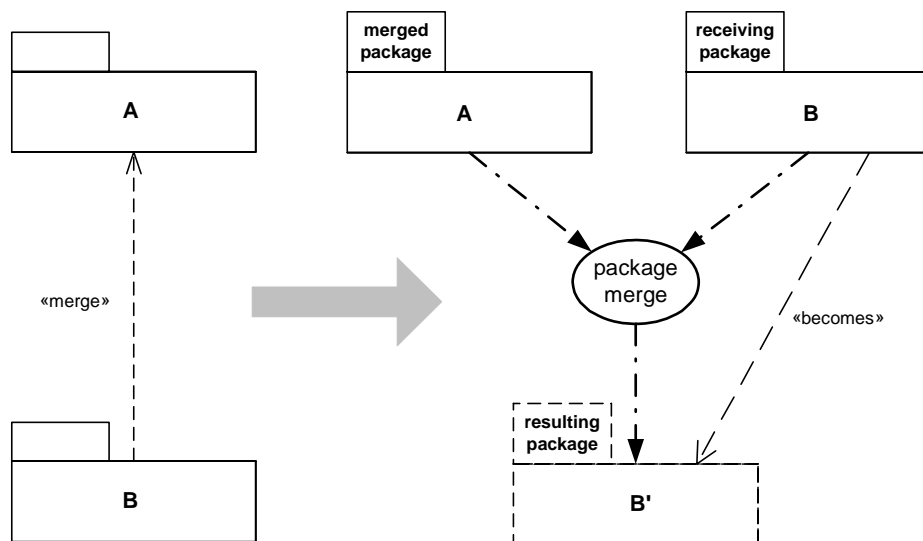 A
«merge»
B
merged
package
A
receiving
package
B
package
merge
«becomes»
resulting
package
B'